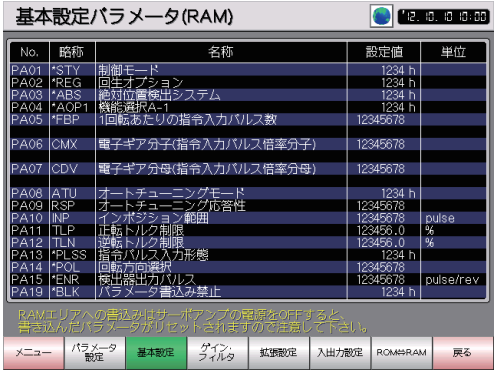 基本設定パラメータ(RAM)
'12. 10. 10 10:00
No. 略称 名称 設定値 単位
PA01 *STY 制御モード 1234 h
PA02 *REG 回生オプション 1234 h
PA03 *ABS 絶対位置検出システム 1234 h
PA04 *AOP1 機能選択A-1 1234 h
PA05 *FBP 1回転あたりの指令入力パルス数 12345678
PA06 CMX 電子ギア分子(指令入力パルス倍率分子) 12345678
PA07 CDV 電子ギア分母(指令入力パルス倍率分母) 12345678
PA08 ATU オートチューニングモード 1234 h
PA09 RSP オートチューニング応答性 12345678
PA10 INP インポジション範囲 12345678 pulse
PA11 TLP 正転トルク制限 123456.0 %
PA12 TLN 逆転トルク制限 123456.0 %
PA13 *PLSS 指令パルス入力形態 1234 h
PA14 *POL 回転方向選択 12345678
PA15 *ENR 検出器出力パルス 12345678 pulse/rev
PA19 *BLK パラメータ書込み禁止 1234 h
RAMエリアへの書込みはサーボアンプの電源をOFFすると、
書き込んだパラメータがリセットされますので注意して下さい。
メニュー パラメータ設定 基本設定 ゲイン・フィルタ 拡張設定 入出力設定 ROM⇔RAM 戻る